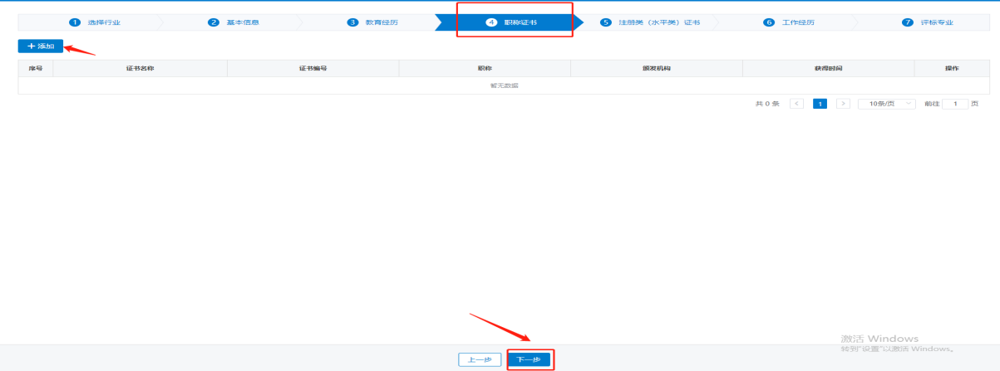 1 选择行业 2 基本信息 3 教育经历 4 职称证书 5 注册类（水平类）证书 6 工作经历 7 评标专业
+ 添加
序号 证书名称 证书编号 职称 颁发机构 获得时间 操作
暂无数据
共 0 条 < 1 > 10条/页 前往 1 页
激活 Windows
转到"设置"以激活 Windows。
上一步 下一步